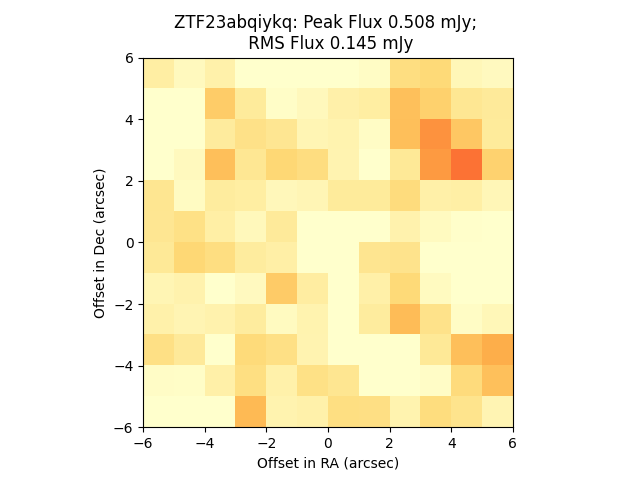 ZTF23abqiykq: Peak Flux 0.508 mJy;
RMS Flux 0.145 mJy
6
4
2
0
−2
−4
−6
Offset in Dec (arcsec)
−6 −4 −2 0 2 4 6
Offset in RA (arcsec)